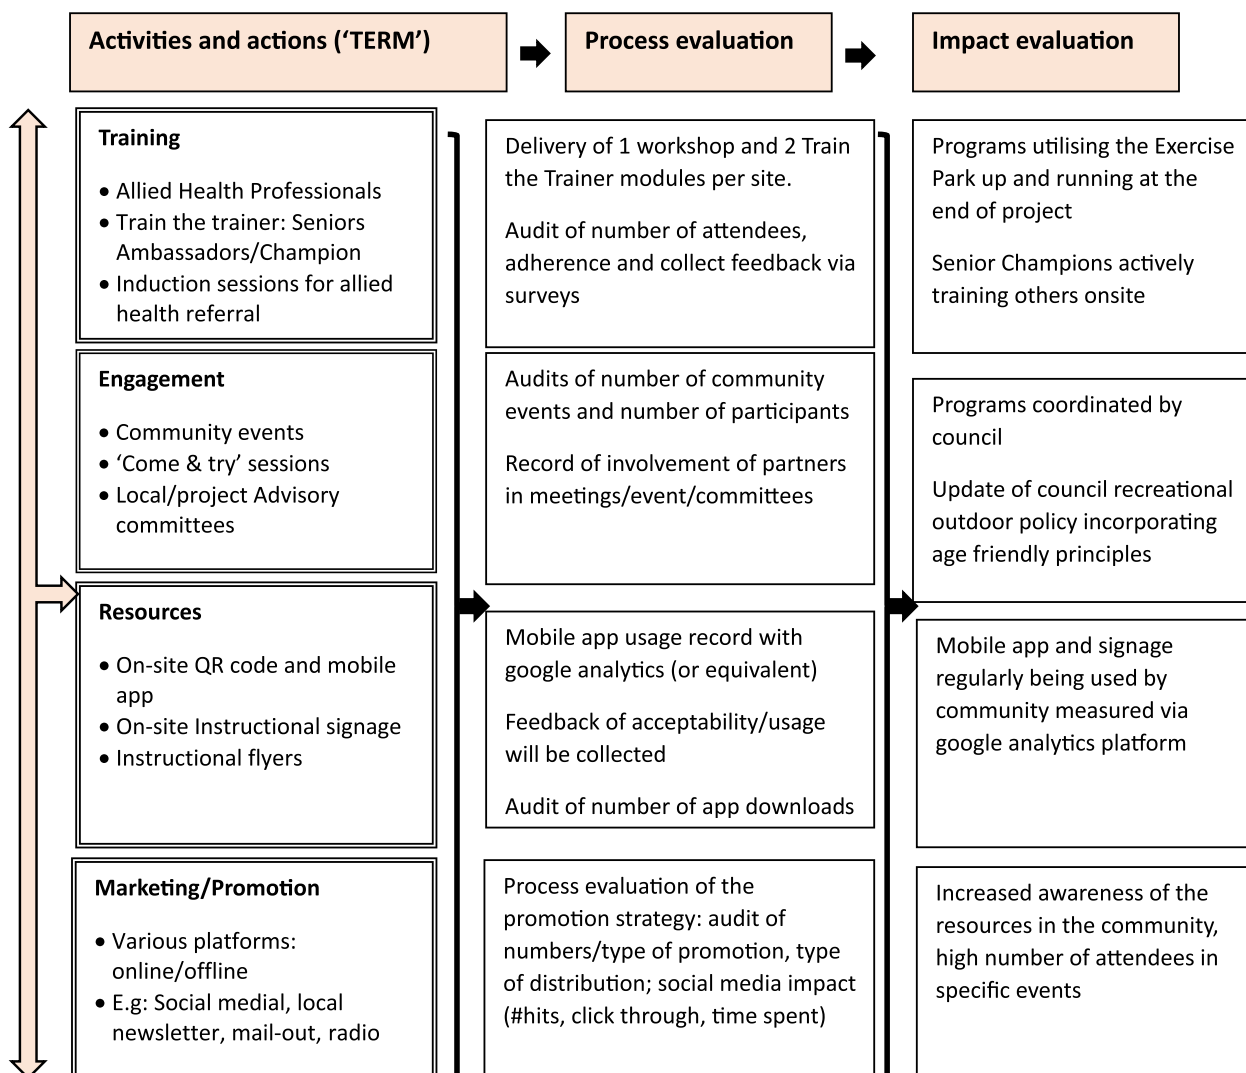 Activities and actions (‘TERM’)
Process evaluation
Impact evaluation
Training
• Allied Health Professionals
• Train the trainer: Seniors
Ambassadors/Champion
• Induction sessions for allied
health referral
Delivery of 1 workshop and 2 Train
the Trainer modules per site.
Audit of number of attendees,
adherence and collect feedback via
surveys
Programs utilising the Exercise
Park up and running at the
end of project
Senior Champions actively
training others onsite
Engagement
• Community events
• ‘Come & try’ sessions
• Local/project Advisory
committees
Audits of number of community
events and number of participants
Record of involvement of partners
in meetings/event/committees
Programs coordinated by
council
Update of council recreational
outdoor policy incorporating
age friendly principles
Resources
• On-site QR code and mobile
app
• On-site Instructional signage
• Instructional flyers
Mobile app usage record with
google analytics (or equivalent)
Feedback of acceptability/usage
will be collected
Audit of number of app downloads
Mobile app and signage
regularly being used by
community measured via
google analytics platform
Marketing/Promotion
• Various platforms:
online/offline
• E.g: Social medial, local
newsletter, mail-out, radio
Process evaluation of the
promotion strategy: audit of
numbers/type of promotion, type
of distribution; social media impact
(#hits, click through, time spent)
Increased awareness of the
resources in the community,
high number of attendees in
specific events